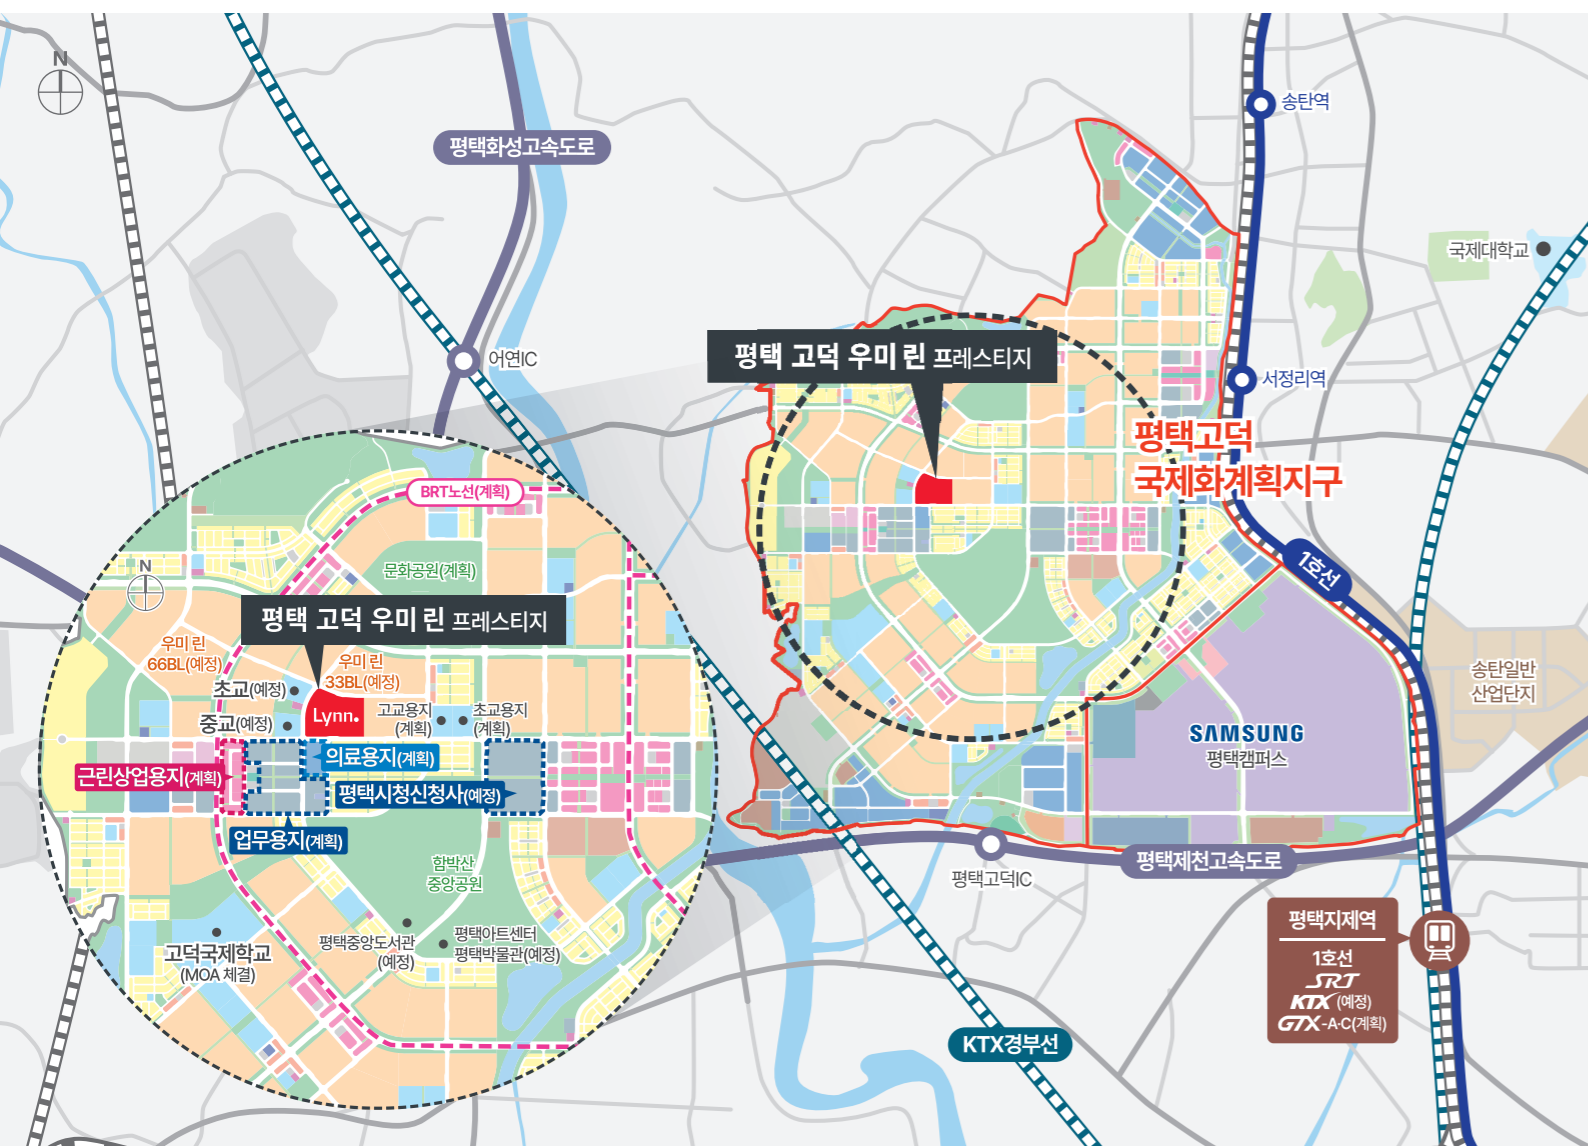 N
송탄역
평택화성고속도로
국제대학교
어연IC
평택 고덕 우미 린 프레스티지
서정리역
평택고덕
국제화계획지구
BRT노선(계획)
1호선
문화공원(계획)
N
평택 고덕 우미 린 프레스티지
우미 린
66BL(예정)
우미 린
33BL(예정)
초교(예정)
중교(예정)
Lynn.
고교용지
(계획)
초교용지
(계획)
송탄일반
산업단지
SAMSUNG
평택캠퍼스
의료용지(계획)
근린상업용지(계획)
평택시청신청사(예정)
업무용지(계획)
함박산
중앙공원
평택제천고속도로
평택고덕IC
평택중앙도서관
(예정)
평택아트센터
평택박물관(예정)
고덕국제학교
(MOA 체결)
평택지제역
1호선
SRT
KTX (예정)
GTX-A·C(계획)
KTX경부선